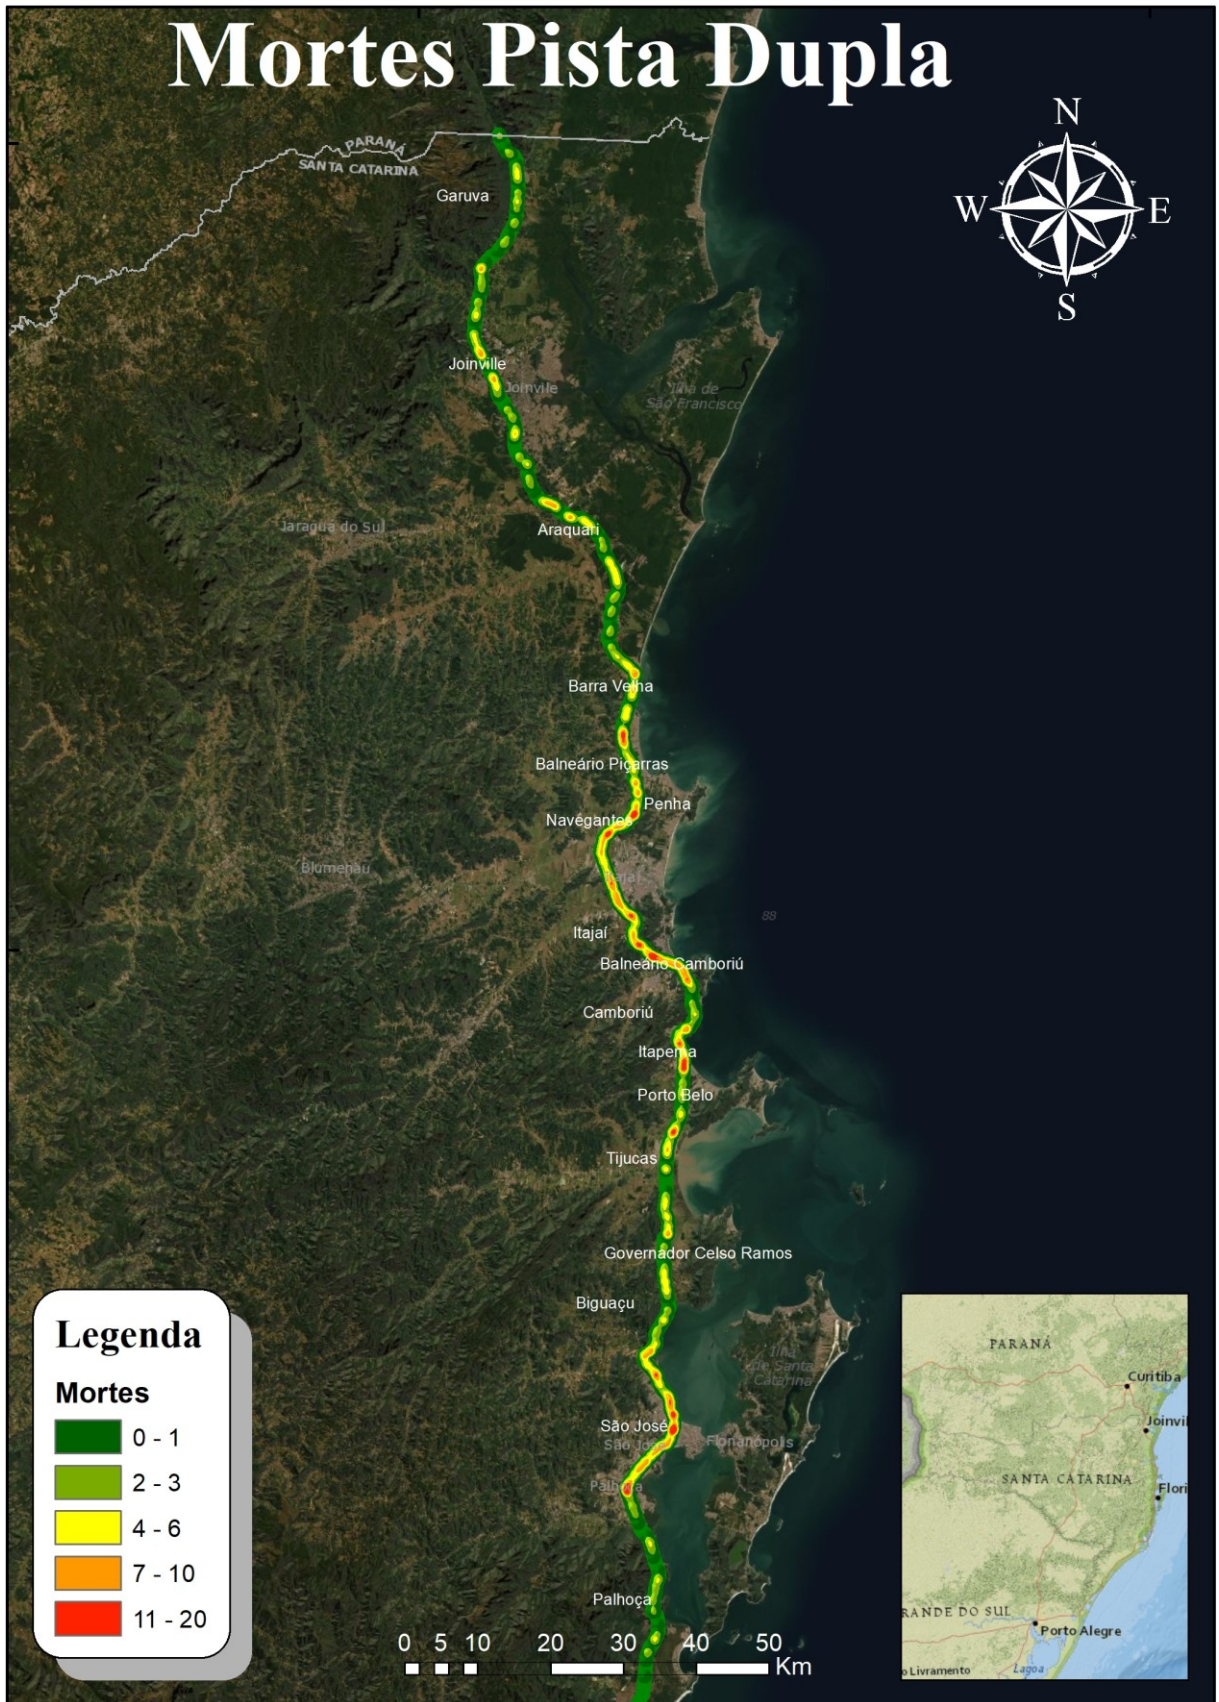 Mortes Pista Dupla
N
W
E
S
PARANÁ
SANTA CATARINA
Garuva
Joinville
Joinvile
Ilha de
São Francisco
Jaraguá do Sul
Araquari
Barra Velha
Balneário Piçarras
Penha
Navegantes
Blumenau
Itajaí
Itajaí
88
Balneário Camboriú
Camboriú
Itapema
Porto Belo
Tijucas
Governador Celso Ramos
Biguaçu
Ilha
de Santa
Catarina
São José
São José
Florianópolis
Palhoça
Palhoça
0 5 10 20 30 40 50
Km
Legenda
Mortes
0 - 1
2 - 3
4 - 6
7 - 10
11 - 20
PARANÁ
Curitiba
Joinvil
SANTA CATARINA
Flori
RANDE DO SUL
Porto Alegre
o Livramento
Lagoa